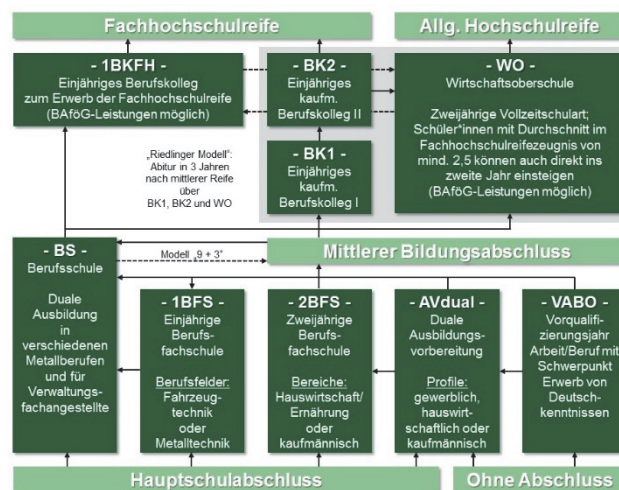 Fachhochschulreife
Allg. Hochschulreife
- 1BKFH -
Einjähriges Berufskolleg
zum Erwerb der Fachhochschulreife
(BAföG-Leistungen möglich)
- BK2 -
Einjähriges
kaufm.
Berufskolleg II
- WO -
Wirtschaftsoberschule
Zweijährige Vollzeitschulart;
Schüler*innen mit Durchschnitt im
Fachhochschulreifezeugnis von
mind. 2,5 können auch direkt ins
zweite Jahr einsteigen
(BAföG-Leistungen möglich)
„Riedlinger Modell“:
Abitur in 3 Jahren
nach mittlerer Reife
über
BK1, BK2 und WO
- BK1 -
Einjähriges
kaufm.
Berufskolleg I
- BS -
Berufsschule
Duale
Ausbildung
in
verschiedenen
Metallberufen
und für
Verwaltungs-
fachangestellte
Modell „9 + 3“
Mittlerer Bildungsabschluss
- 1BFS -
Einjährige
Berufs-
fachschule
Berufsfelder:
Fahrzeug-
technik
oder
Metalltechnik
- 2BFS -
Zweijährige
Berufs-
fachschule
Bereiche:
Hauswirtschaft/
Ernährung
oder
kaufmännisch
- AVdual -
Duale
Ausbildungs-
vorbereitung
Profile:
gewerblich,
hauswirt-
schaftlich oder
kaufmännisch
- VABO -
Vorqualifi-
zierungsjahr
Arbeit/Beruf mit
Schwerpunkt
Erwerb von
Deutsch-
kenntnissen
Hauptschulabschluss
Ohne Abschluss